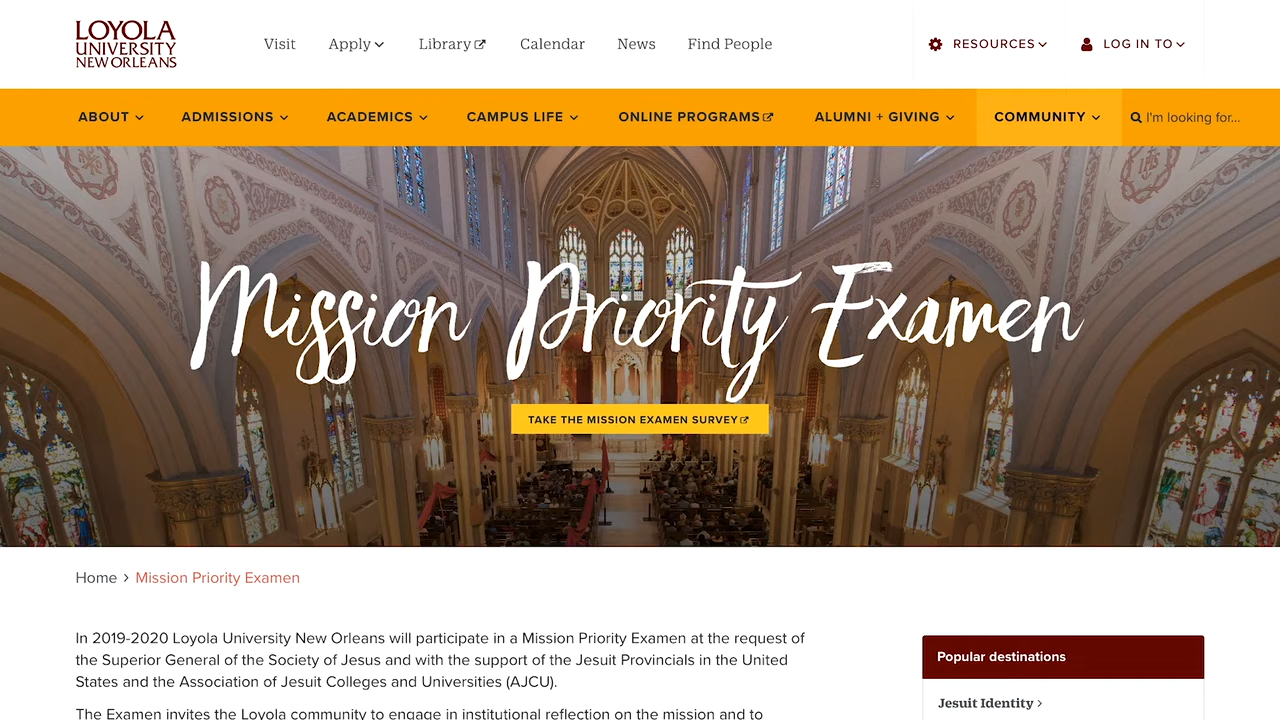 LOYOLA
UNIVERSITY
NEW ORLEANS
Visit Apply Library Calendar News Find People
RESOURCES LOG IN TO
ABOUT ADMISSIONS ACADEMICS CAMPUS LIFE ONLINE PROGRAMS ALUMNI + GIVING COMMUNITY I'm looking for...
Mission Priority Examen
TAKE THE MISSION EXAMEN SURVEY
Home > Mission Priority Examen
In 2019-2020 Loyola University New Orleans will participate in a Mission Priority Examen at the request of
the Superior General of the Society of Jesus and with the support of the Jesuit Provincials in the United
States and the Association of Jesuit Colleges and Universities (AJCU).
The Examen invites the Loyola community to engage in institutional reflection on the mission and to
Popular destinations
Jesuit Identity >